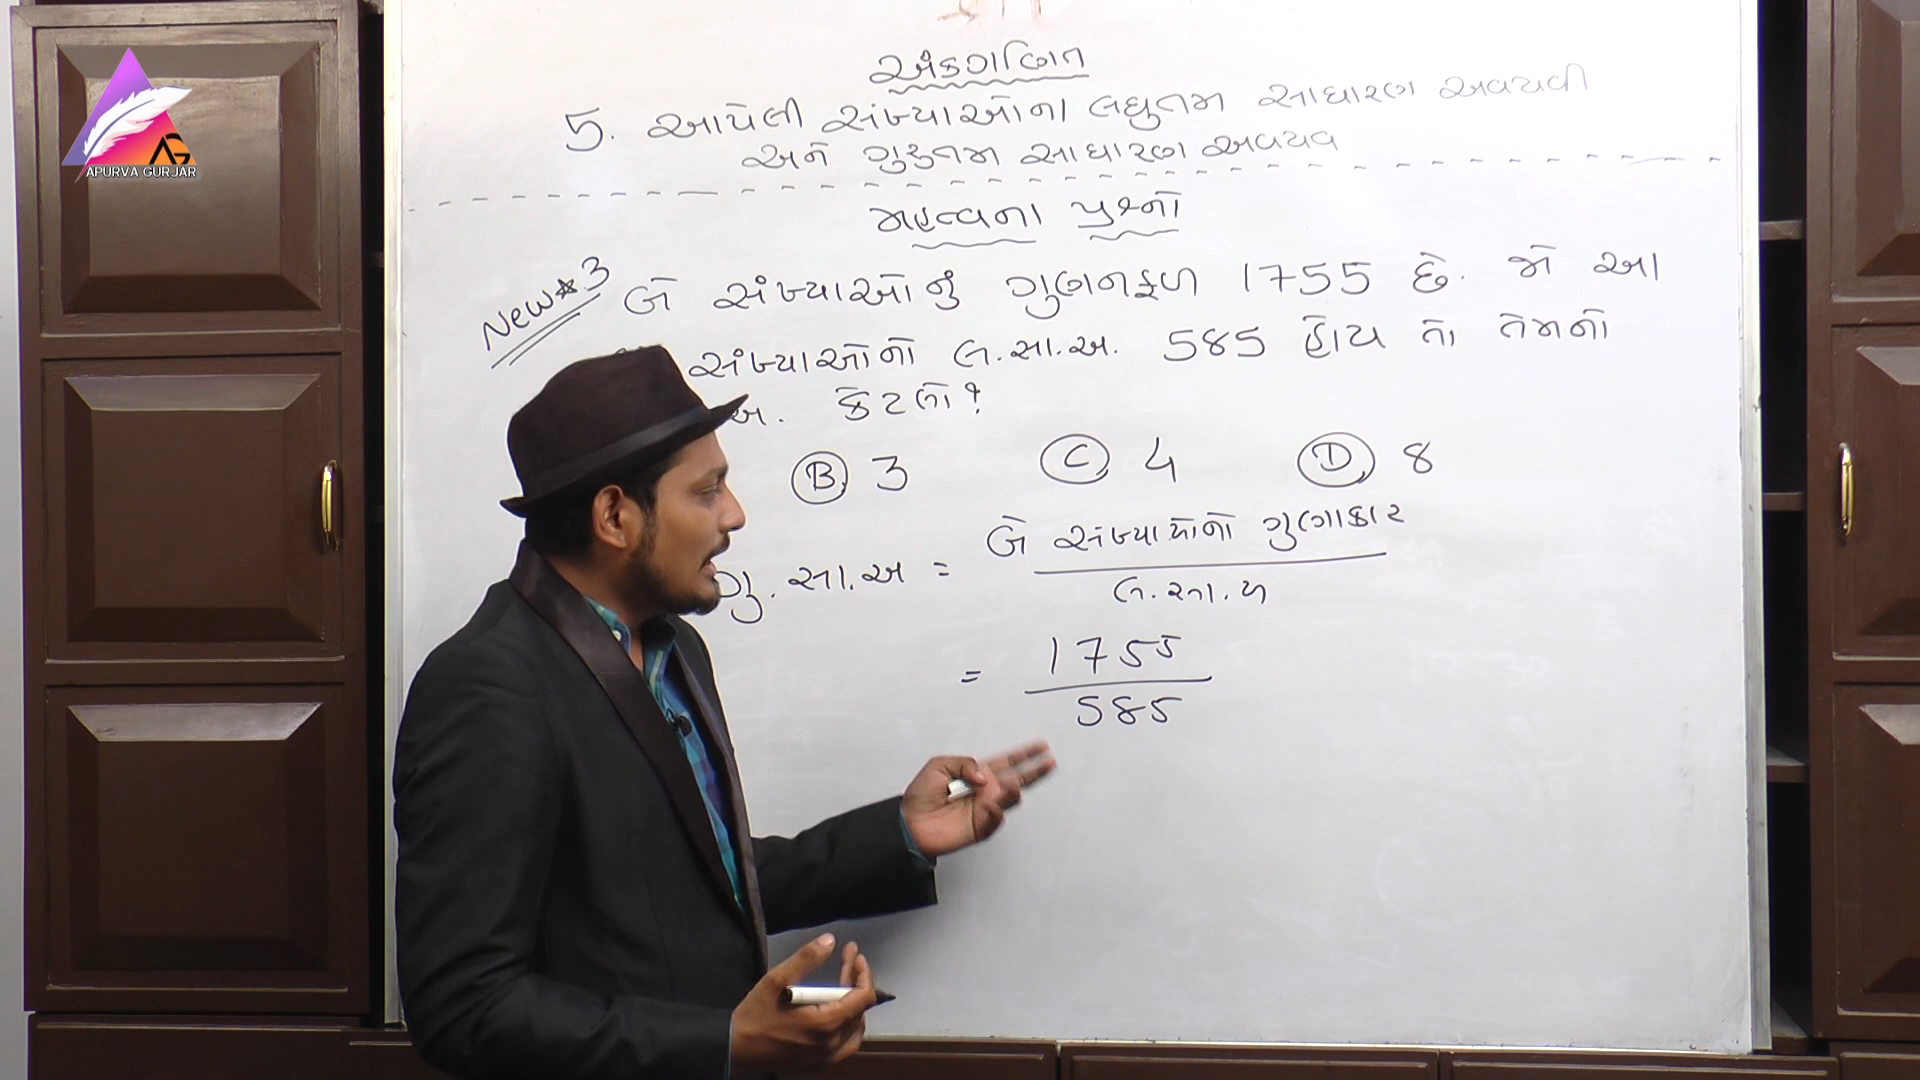 AG
APURVA GURJAR
અંકગણિત
5. આપેલી સંખ્યાઓના લઘુતમ સાધારણ અવયવી
અને ગુરુતમ સાધારણ અવયવ
મહત્વના પ્રશ્નો
New*3 બે સંખ્યાઓનું ગુણનફળ 1755 છે. જો આ
સંખ્યાઓનો લ.સા.અ. 585 હોય તો તેમનો
અ. કેટલો?
B 3 C 4 D 8
ગુ.સા.અ = બે સંખ્યાઓનો ગુણાકાર
લ.સા.અ
= 1755
585